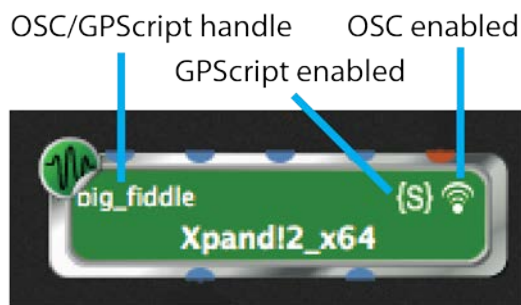 OSC/GPScript handle
OSC enabled
GPScript enabled
big_fiddle
{S}
Xpand!2_x64